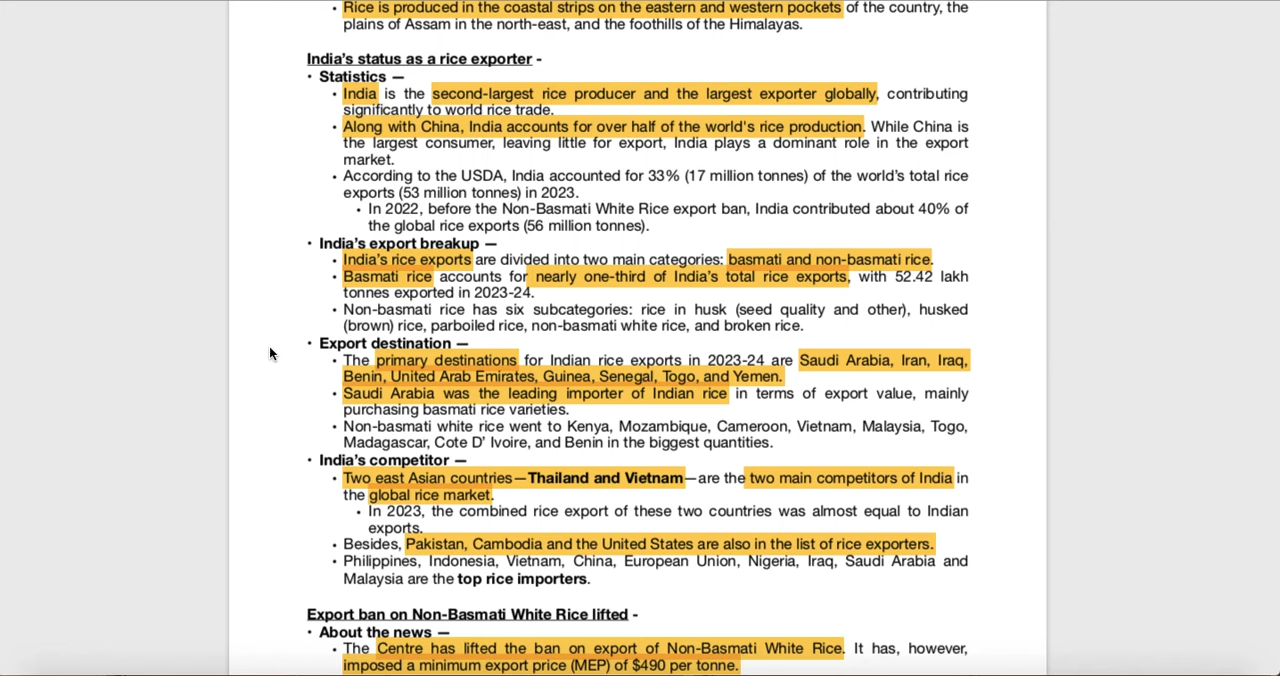 • Rice is produced in the coastal strips on the eastern and western pockets of the country, the
plains of Assam in the north-east, and the foothills of the Himalayas.
India’s status as a rice exporter -
• Statistics —
• India is the second-largest rice producer and the largest exporter globally, contributing
significantly to world rice trade.
• Along with China, India accounts for over half of the world's rice production. While China is
the largest consumer, leaving little for export, India plays a dominant role in the export
market.
• According to the USDA, India accounted for 33% (17 million tonnes) of the world’s total rice
exports (53 million tonnes) in 2023.
• In 2022, before the Non-Basmati White Rice export ban, India contributed about 40% of
the global rice exports (56 million tonnes).
• India’s export breakup —
• India’s rice exports are divided into two main categories: basmati and non-basmati rice.
• Basmati rice accounts for nearly one-third of India’s total rice exports, with 52.42 lakh
tonnes exported in 2023-24.
• Non-basmati rice has six subcategories: rice in husk (seed quality and other), husked
(brown) rice, parboiled rice, non-basmati white rice, and broken rice.
• Export destination —
• The primary destinations for Indian rice exports in 2023-24 are Saudi Arabia, Iran, Iraq,
Benin, United Arab Emirates, Guinea, Senegal, Togo, and Yemen.
• Saudi Arabia was the leading importer of Indian rice in terms of export value, mainly
purchasing basmati rice varieties.
• Non-basmati white rice went to Kenya, Mozambique, Cameroon, Vietnam, Malaysia, Togo,
Madagascar, Cote D’ Ivoire, and Benin in the biggest quantities.
• India’s competitor —
• Two east Asian countries—Thailand and Vietnam—are the two main competitors of India in
the global rice market.
• In 2023, the combined rice export of these two countries was almost equal to Indian
exports.
• Besides, Pakistan, Cambodia and the United States are also in the list of rice exporters.
• Philippines, Indonesia, Vietnam, China, European Union, Nigeria, Iraq, Saudi Arabia and
Malaysia are the top rice importers.
Export ban on Non-Basmati White Rice lifted -
• About the news —
• The Centre has lifted the ban on export of Non-Basmati White Rice. It has, however,
imposed a minimum export price (MEP) of $490 per tonne.